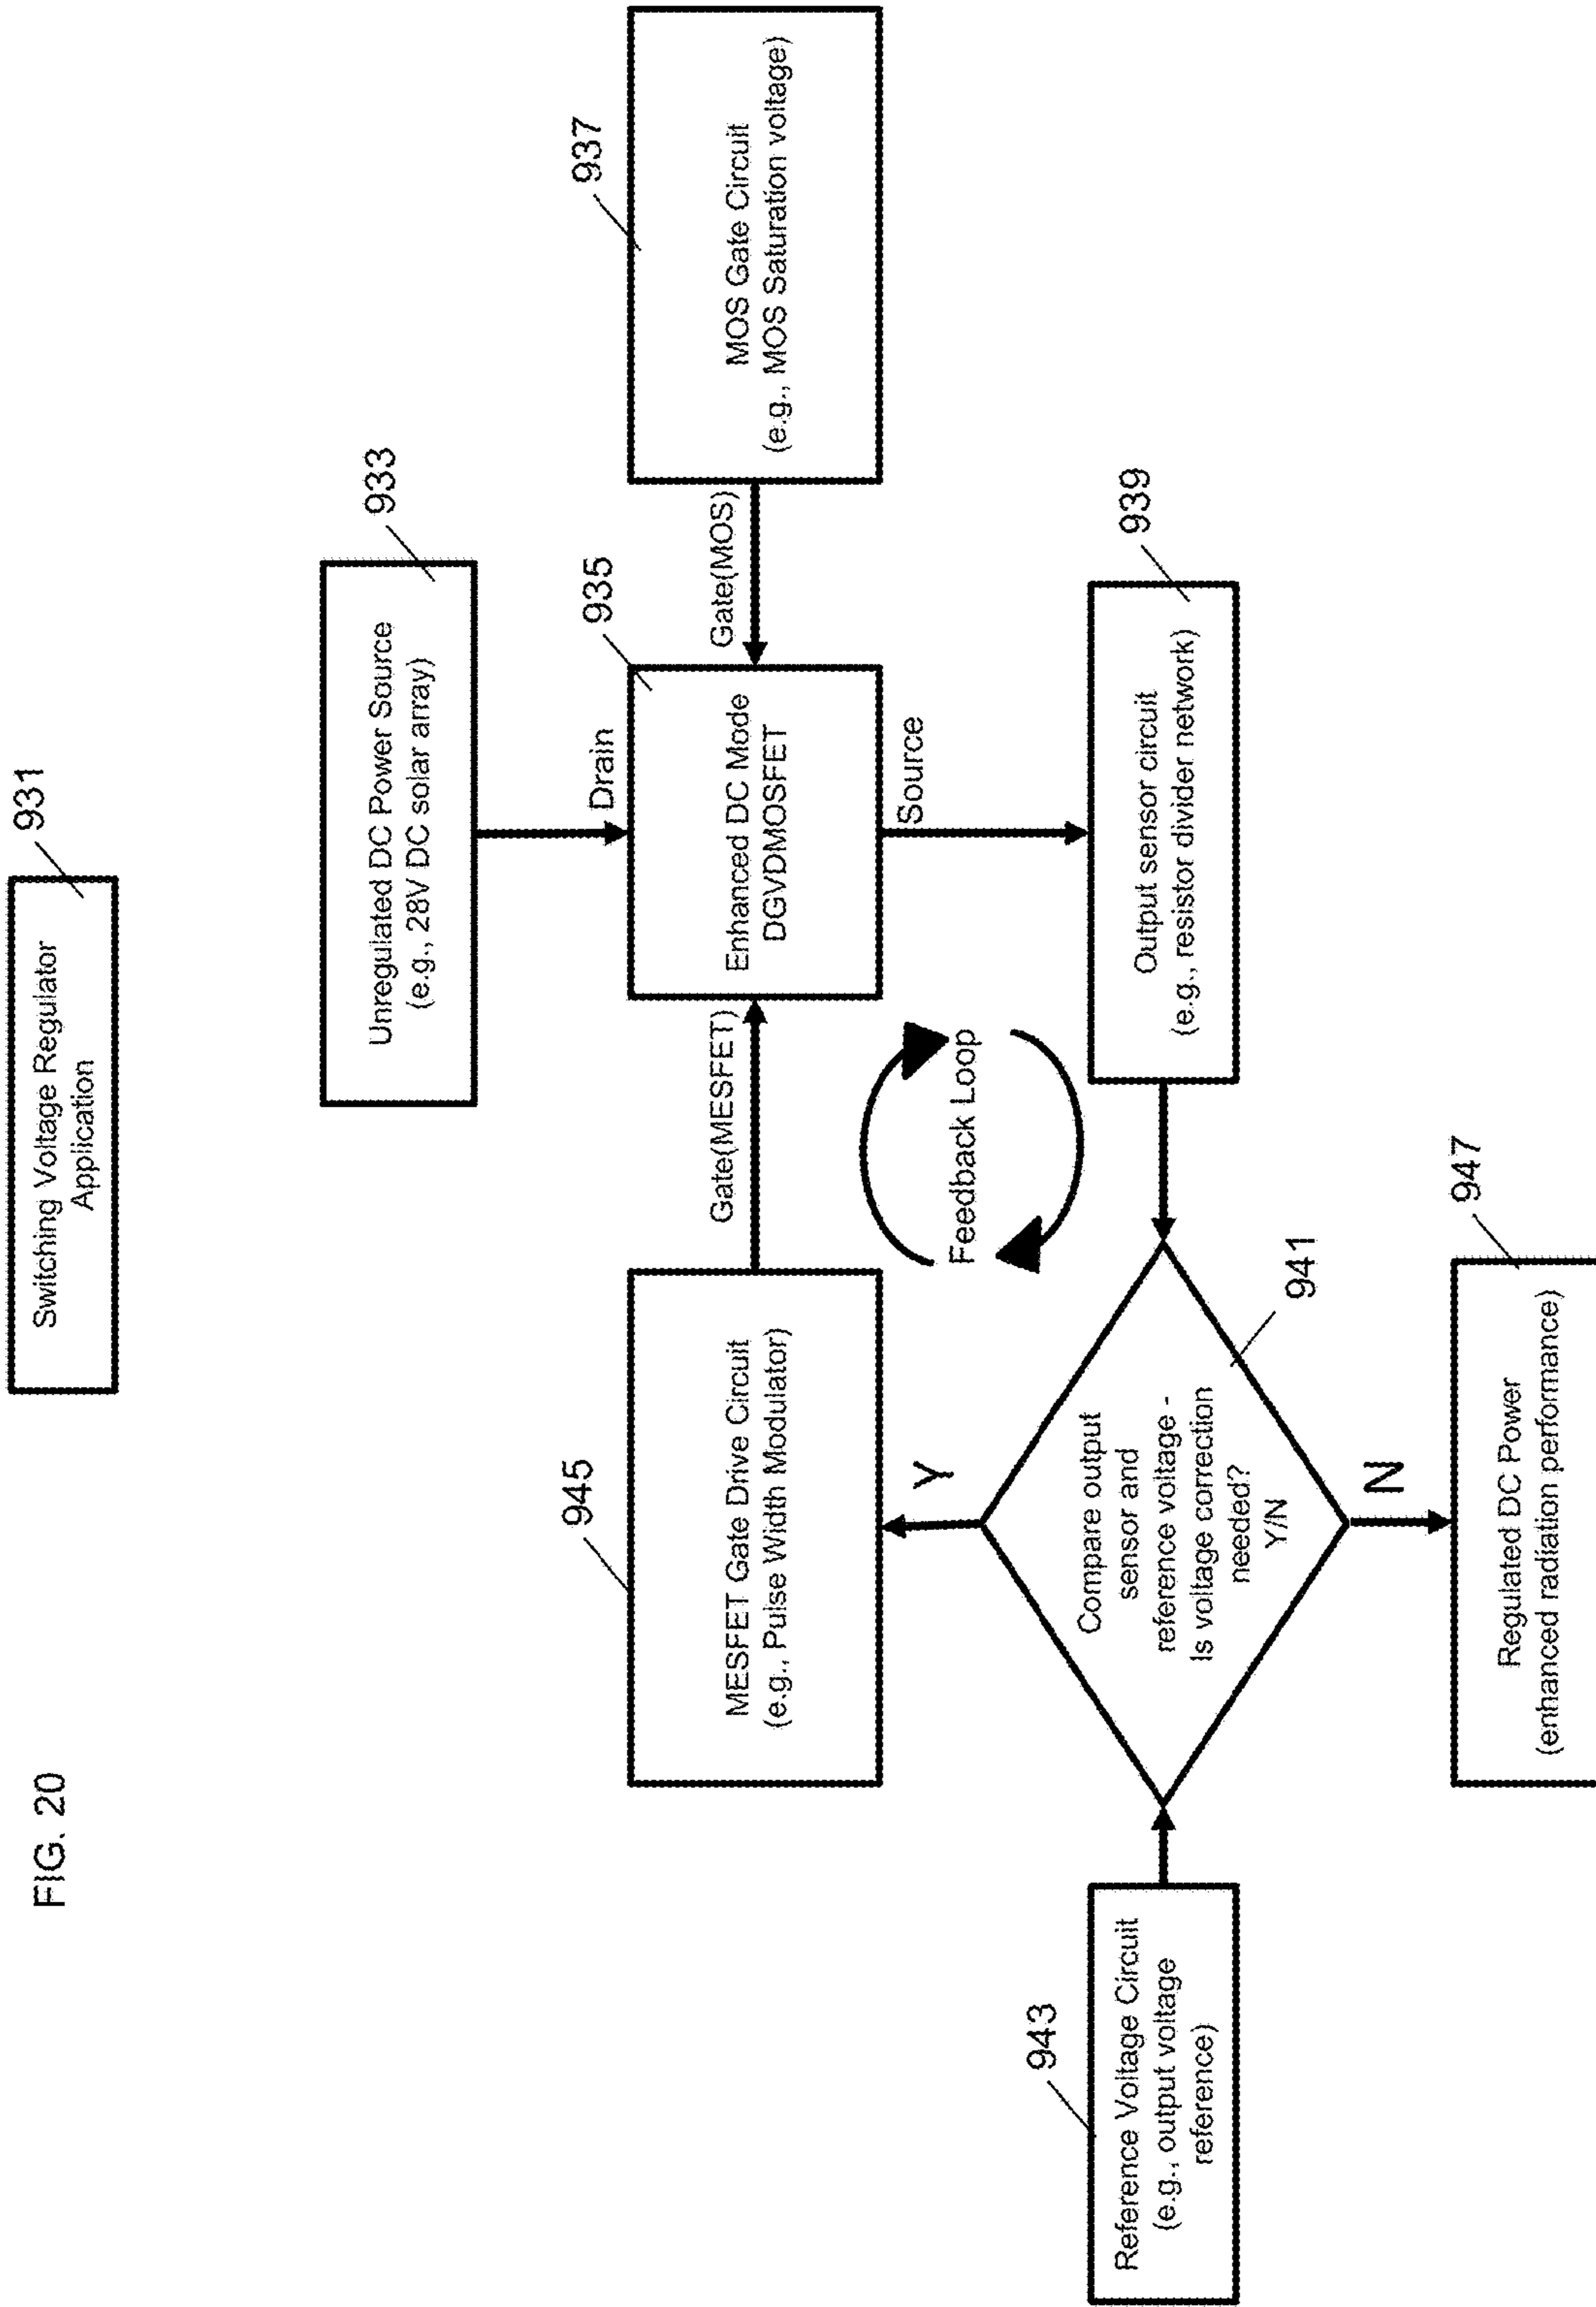 FIG. 20
Switching Voltage Regulator
Application
931
Unregulated DC Power Source
(e.g., 28V DC solar array)
933
Drain
945
MESFET Gate Drive Circuit
(e.g., Pulse Width Modulator)
Gate(MESFET)
935
Enhanced DC Mode
DGVDMOSFET
Gate(MOS)
937
MOS Gate Circuit
(e.g., MOS Saturation voltage)
Source
Feedback Loop
Y
943
Reference Voltage Circuit
(e.g., output voltage
reference)
Compare output
sensor and
reference voltage -
Is voltage correction
needed?
Y/N
941
939
Output sensor circuit
(e.g., resistor divider network)
N
947
Regulated DC Power
(enhanced radiation performance)